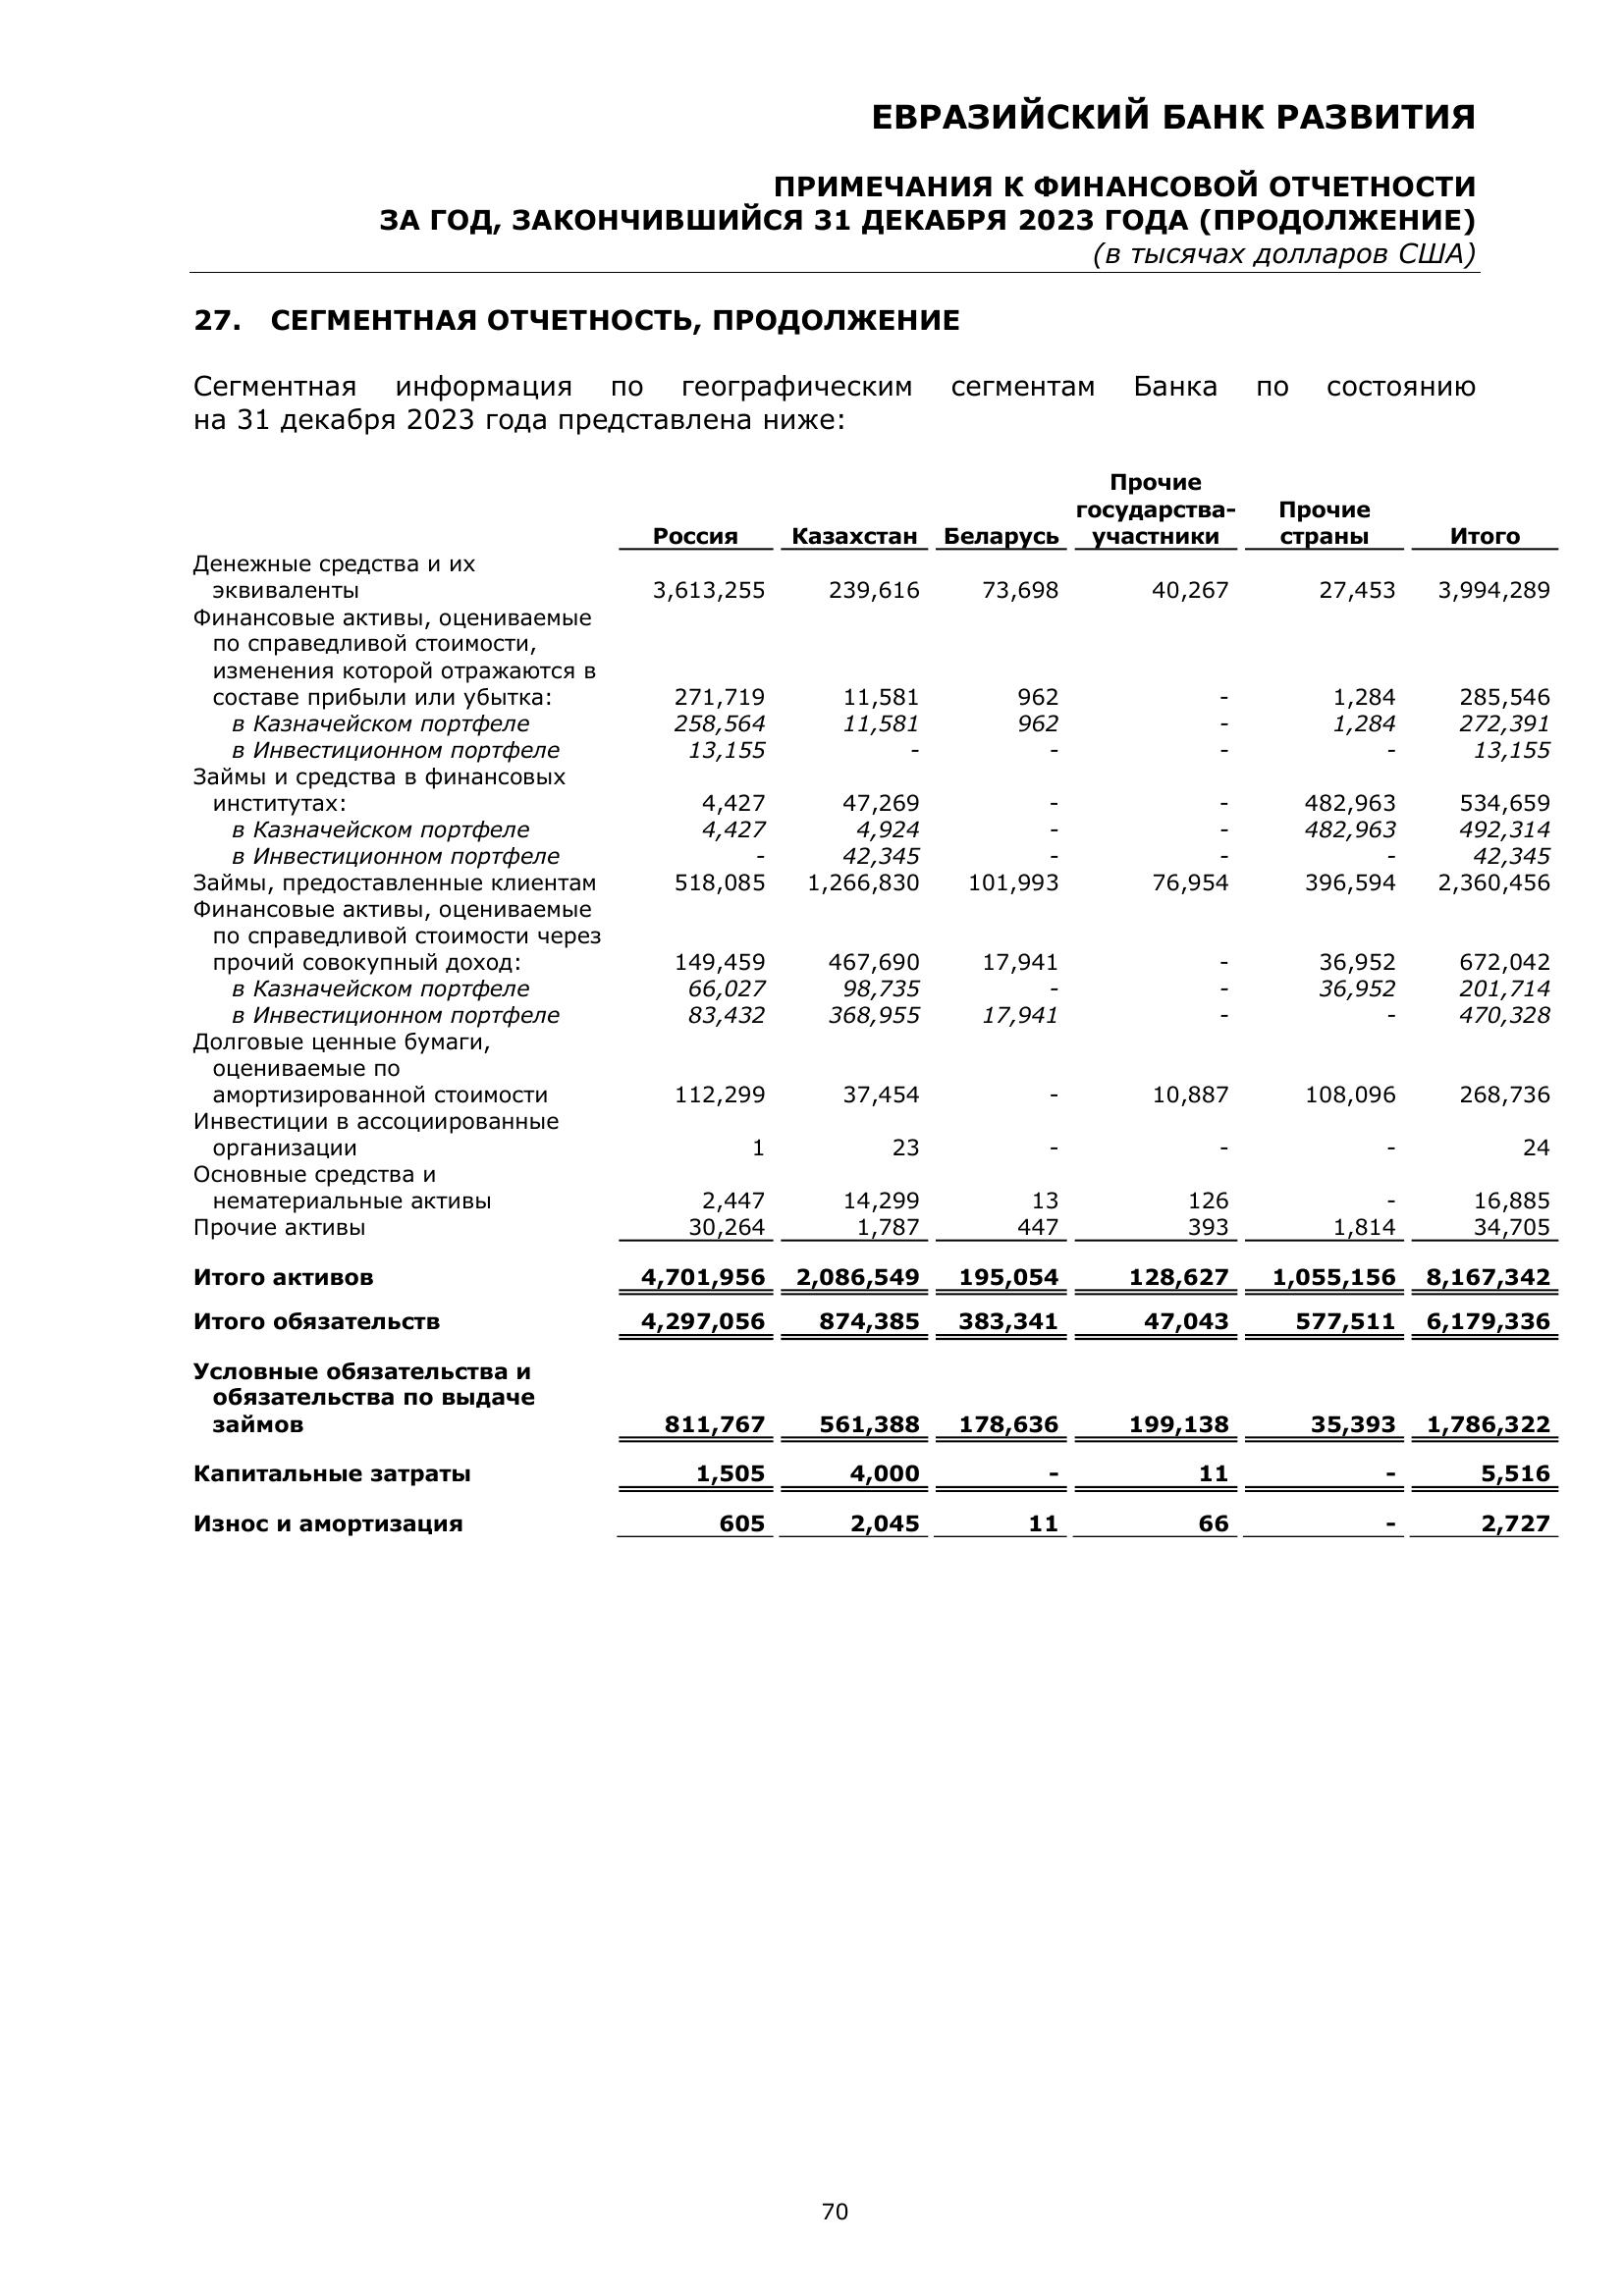 ЕВРАЗИЙСКИЙ БАНК РАЗВИТИЯ
ПРИМЕЧАНИЯ К ФИНАНСОВОЙ ОТЧЕТНОСТИ
ЗА ГОД, ЗАКОНЧИВШИЙСЯ 31 ДЕКАБРЯ 2023 ГОДА (ПРОДОЛЖЕНИЕ)
(в тысячах долларов США)
27. СЕГМЕНТНАЯ ОТЧЕТНОСТЬ, ПРОДОЛЖЕНИЕ
Сегментная информация по географическим сегментам Банка по состоянию
на 31 декабря 2023 года представлена ниже:
Прочие
государства- Прочие
Россия Казахстан Беларусь участники страны Итого
Денежные средства и их
эквиваленты 3,613,255 239,616 73,698 40,267 27,453 3,994,289
Финансовые активы, оцениваемые
по справедливой стоимости,
изменения которой отражаются в
составе прибыли или убытка: 271,719 11,581 962 - 1,284 285,546
в Казначейском портфеле 258,564 11,581 962 - 1,284 272,391
в Инвестиционном портфеле 13,155 - - - - 13,155
Займы и средства в финансовых
институтах: 4,427 47,269 - - 482,963 534,659
в Казначейском портфеле 4,427 4,924 - - 482,963 492,314
в Инвестиционном портфеле - 42,345 - - - 42,345
Займы, предоставленные клиентам 518,085 1,266,830 101,993 76,954 396,594 2,360,456
Финансовые активы, оцениваемые
по справедливой стоимости через
прочий совокупный доход: 149,459 467,690 17,941 - 36,952 672,042
в Казначейском портфеле 66,027 98,735 - - 36,952 201,714
в Инвестиционном портфеле 83,432 368,955 17,941 - - 470,328
Долговые ценные бумаги,
оцениваемые по
амортизированной стоимости 112,299 37,454 - 10,887 108,096 268,736
Инвестиции в ассоциированные
организации 1 23 - - - 24
Основные средства и
нематериальные активы 2,447 14,299 13 126 - 16,885
Прочие активы 30,264 1,787 447 393 1,814 34,705
Итого активов 4,701,956 2,086,549 195,054 128,627 1,055,156 8,167,342
Итого обязательств 4,297,056 874,385 383,341 47,043 577,511 6,179,336
Условные обязательства и
обязательства по выдаче
займов 811,767 561,388 178,636 199,138 35,393 1,786,322
Капитальные затраты 1,505 4,000 - 11 - 5,516
Износ и амортизация 605 2,045 11 66 - 2,727
70